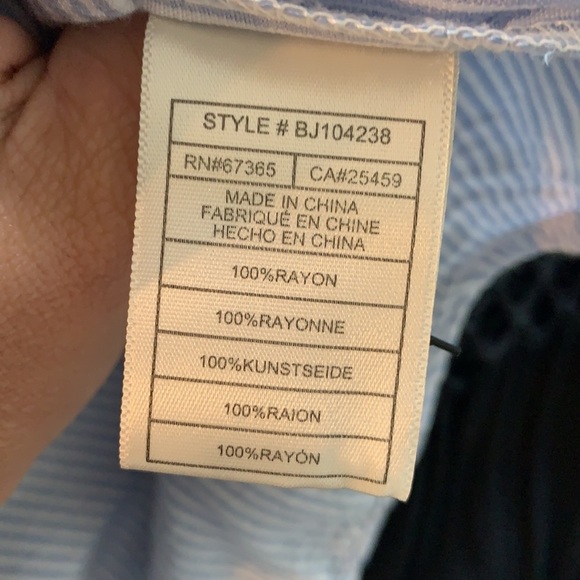 STYLE # BJ104238
RN#67365 CA#25459
MADE IN CHINA
FABRIQUÉ EN CHINE
HECHO EN CHINA
100%RAYON
100%RAYONNE
100%KUNSTSEIDE
100%RAION
100%RAYÓN